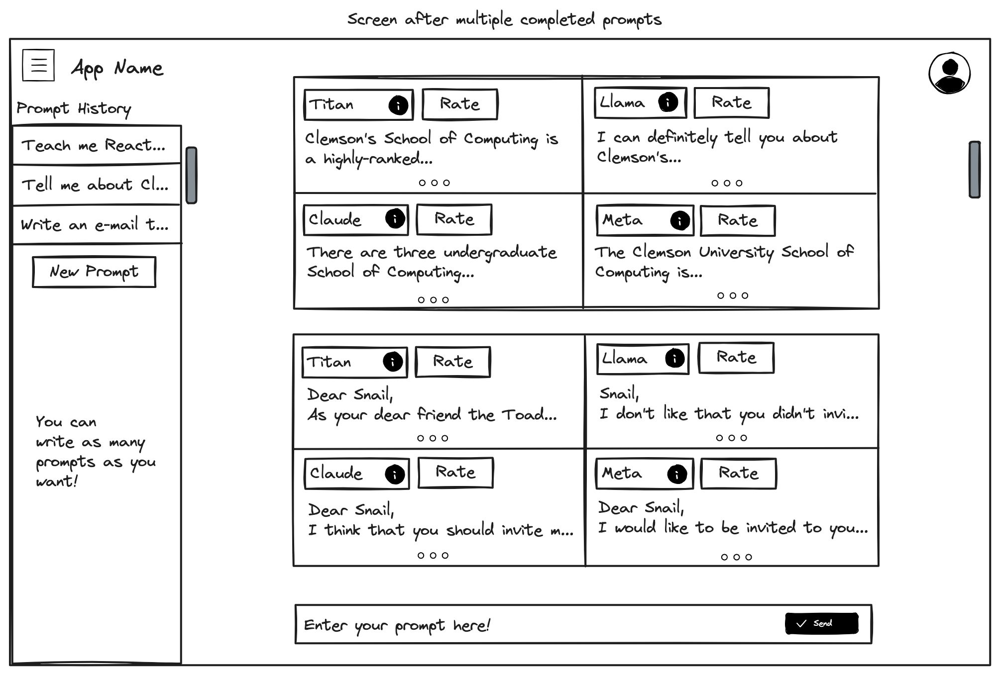 Screen after multiple completed prompts
App Name
Prompt History
Teach me React...
Tell me about Cl...
Write an e-mail t...
New Prompt
You can
write as many
prompts as you
want!
Titan i Rate
Clemson's School of Computing is
a highly-ranked...
Llama i Rate
I can definitely tell you about
Clemson's...
Claude i Rate
There are three undergraduate
School of Computing...
Meta i Rate
The Clemson University School of
Computing is...
Titan i Rate
Dear Snail,
As your dear friend the Toad...
Llama i Rate
Snail,
I don't like that you didn't invi...
Claude i Rate
Dear Snail,
I think that you should invite m...
Meta i Rate
Dear Snail,
I would like to be invited to you...
Enter your prompt here!
Send